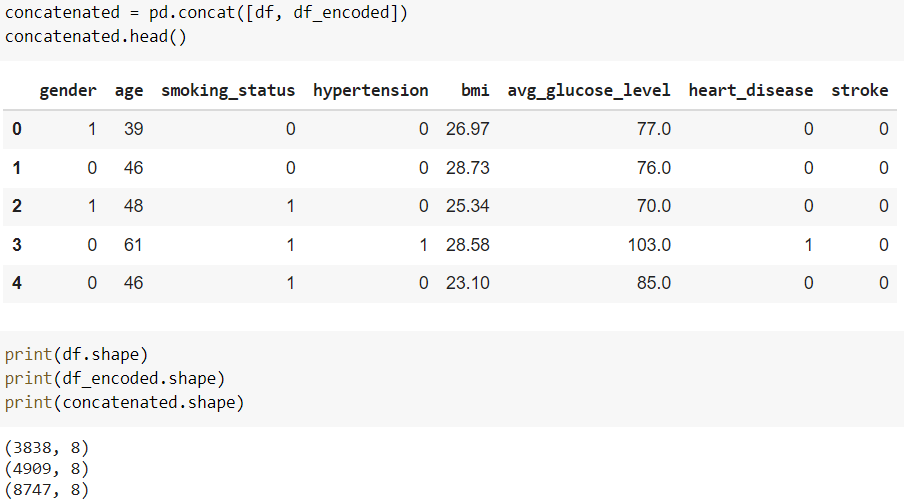 concatenated = pd.concat([df, df_encoded])
concatenated.head()
gender age smoking_status hypertension bmi avg_glucose_level heart_disease stroke
0 1 39 0 0 26.97 77.0 0 0
1 0 46 0 0 28.73 76.0 0 0
2 1 48 1 0 25.34 70.0 0 0
3 0 61 1 1 28.58 103.0 1 0
4 0 46 1 0 23.10 85.0 0 0
print(df.shape)
print(df_encoded.shape)
print(concatenated.shape)
(3838, 8)
(4909, 8)
(8747, 8)